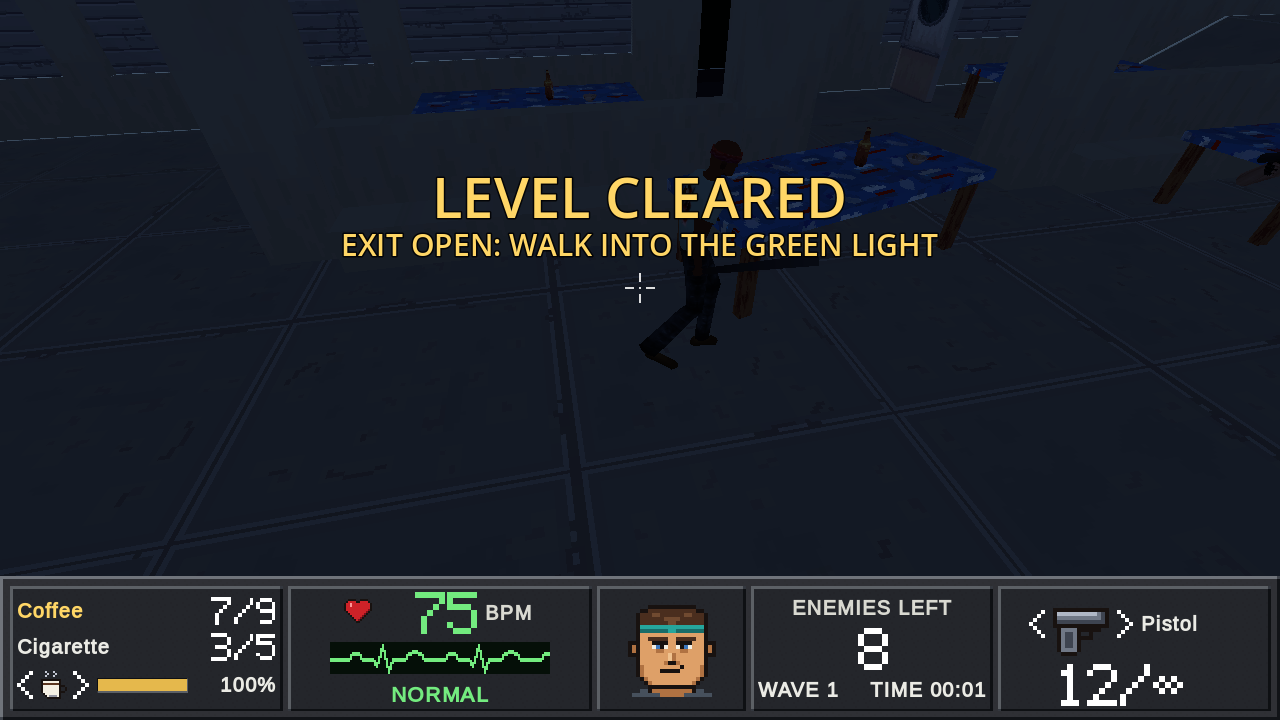 LEVEL CLEARED
EXIT OPEN: WALK INTO THE GREEN LIGHT
Coffee 7/9
Cigarette 3/5
100%
75 BPM
NORMAL
ENEMIES LEFT
8
WAVE 1 TIME 00:01
Pistol
12/∞